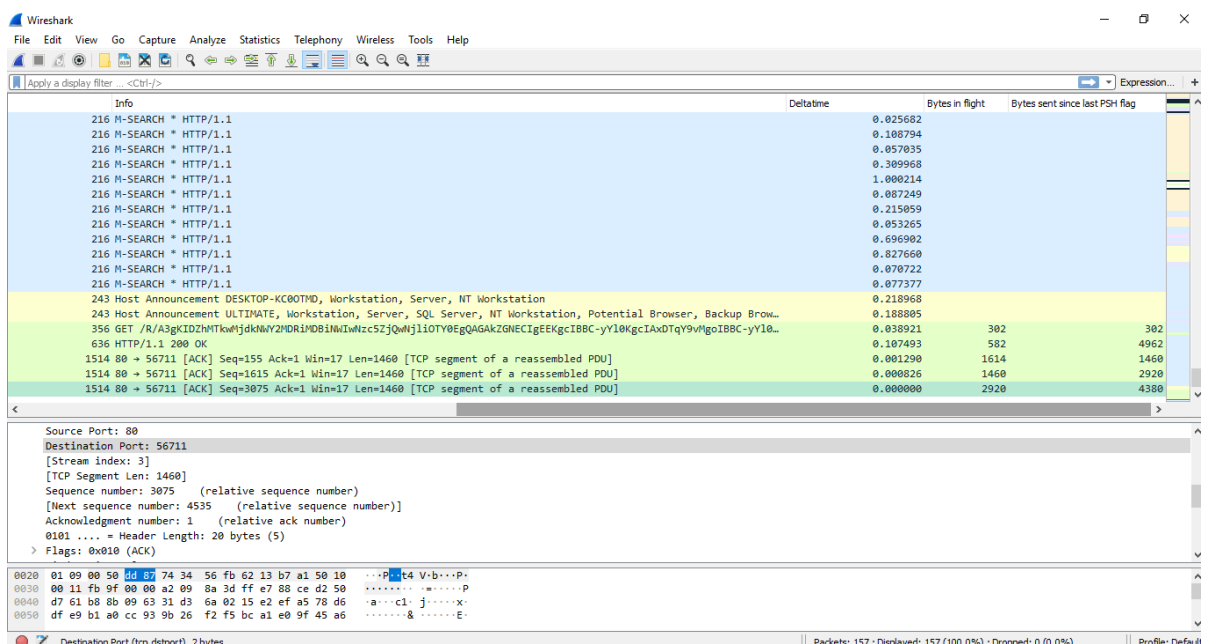 Wireshark
File Edit View Go Capture Analyze Statistics Telephony Wireless Tools Help
Apply a display filter ... <Ctrl-/> Expression... +
Info Deltatime Bytes in flight Bytes sent since last PSH flag
216 M-SEARCH * HTTP/1.1 0.025682
216 M-SEARCH * HTTP/1.1 0.108794
216 M-SEARCH * HTTP/1.1 0.057035
216 M-SEARCH * HTTP/1.1 0.309968
216 M-SEARCH * HTTP/1.1 1.000214
216 M-SEARCH * HTTP/1.1 0.087249
216 M-SEARCH * HTTP/1.1 0.215059
216 M-SEARCH * HTTP/1.1 0.053265
216 M-SEARCH * HTTP/1.1 0.696902
216 M-SEARCH * HTTP/1.1 0.827660
216 M-SEARCH * HTTP/1.1 0.070722
216 M-SEARCH * HTTP/1.1 0.077377
243 Host Announcement DESKTOP-KC0OTMD, Workstation, Server, NT Workstation 0.218968
243 Host Announcement ULTIMATE, Workstation, Server, SQL Server, NT Workstation, Potential Browser, Backup Brow… 0.188805
356 GET 0.038921 302 302
636 HTTP/1.1 200 OK 0.107493 582 4962
1514 80 → 56711 [ACK] Seq=155 Ack=1 Win=17 Len=1460 [TCP segment of a reassembled PDU] 0.001290 1614 1460
1514 80 → 56711 [ACK] Seq=1615 Ack=1 Win=17 Len=1460 [TCP segment of a reassembled PDU] 0.000826 1460 2920
1514 80 → 56711 [ACK] Seq=3075 Ack=1 Win=17 Len=1460 [TCP segment of a reassembled PDU] 0.000000 2920 4380
Source Port: 80
Destination Port: 56711
[Stream index: 3]
[TCP Segment Len: 1460]
Sequence number: 3075 (relative sequence number)
[Next sequence number: 4535 (relative sequence number)]
Acknowledgment number: 1 (relative ack number)
0101 .... = Header Length: 20 bytes (5)
> Flags: 0x010 (ACK)
0020 01 09 00 50 dd 87 74 34 56 fb 62 13 b7 a1 50 10 ···P··t4 V·b···P·
0030 00 11 fb 9f 00 00 a2 09 8a 3d ff e7 88 ce d2 50 ········ ·=·····P
0040 d7 61 b8 8b 09 63 31 d3 6a 02 15 e2 ef a5 78 d6 ·a···c1· j·····x·
0050 df e9 b1 a0 cc 93 9b 26 f2 f5 bc a1 e0 9f 45 a6 ·······& ······E·
Destination Port (tcp.dstport), 2 bytes Packets: 157 · Displayed: 157 (100.0%) · Dropped: 0 (0.0%) Profile: Default